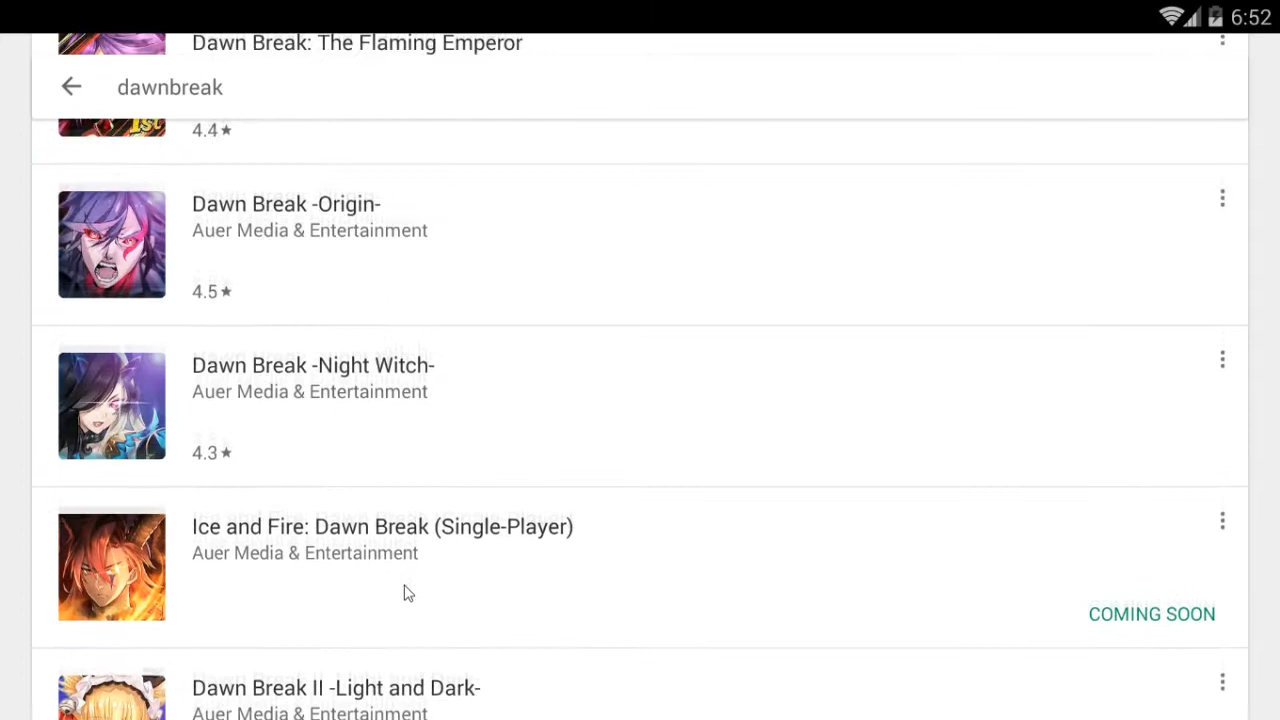 6:52
Dawn Break: The Flaming Emperor
dawnbreak
1st
4.4★
Dawn Break -Origin-
Auer Media & Entertainment
4.5★
Dawn Break -Night Witch-
Auer Media & Entertainment
4.3★
Ice and Fire: Dawn Break (Single-Player)
Auer Media & Entertainment
COMING SOON
Dawn Break II -Light and Dark-
Auer Media & Entertainment